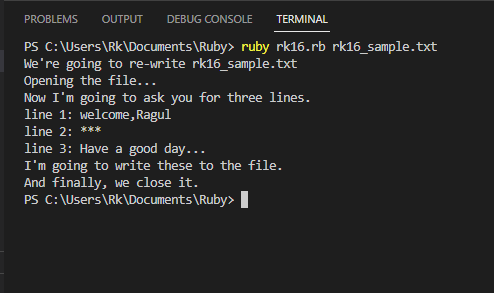 PROBLEMS OUTPUT DEBUG CONSOLE TERMINAL
PS C:\Users\Rk\Documents\Ruby> ruby rk16.rb rk16_sample.txt
We're going to re-write rk16_sample.txt
Opening the file...
Now I'm going to ask you for three lines.
line 1: welcome,Ragul
line 2: ***
line 3: Have a good day...
I'm going to write these to the file.
And finally, we close it.
PS C:\Users\Rk\Documents\Ruby>